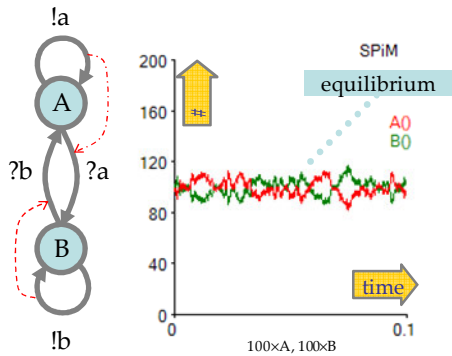 !a
A
?b
?a
B
!b
SPiM
200
160
120
80
40
0
#
equilibrium
A()
B()
time
0
0.1
100×A, 100×B